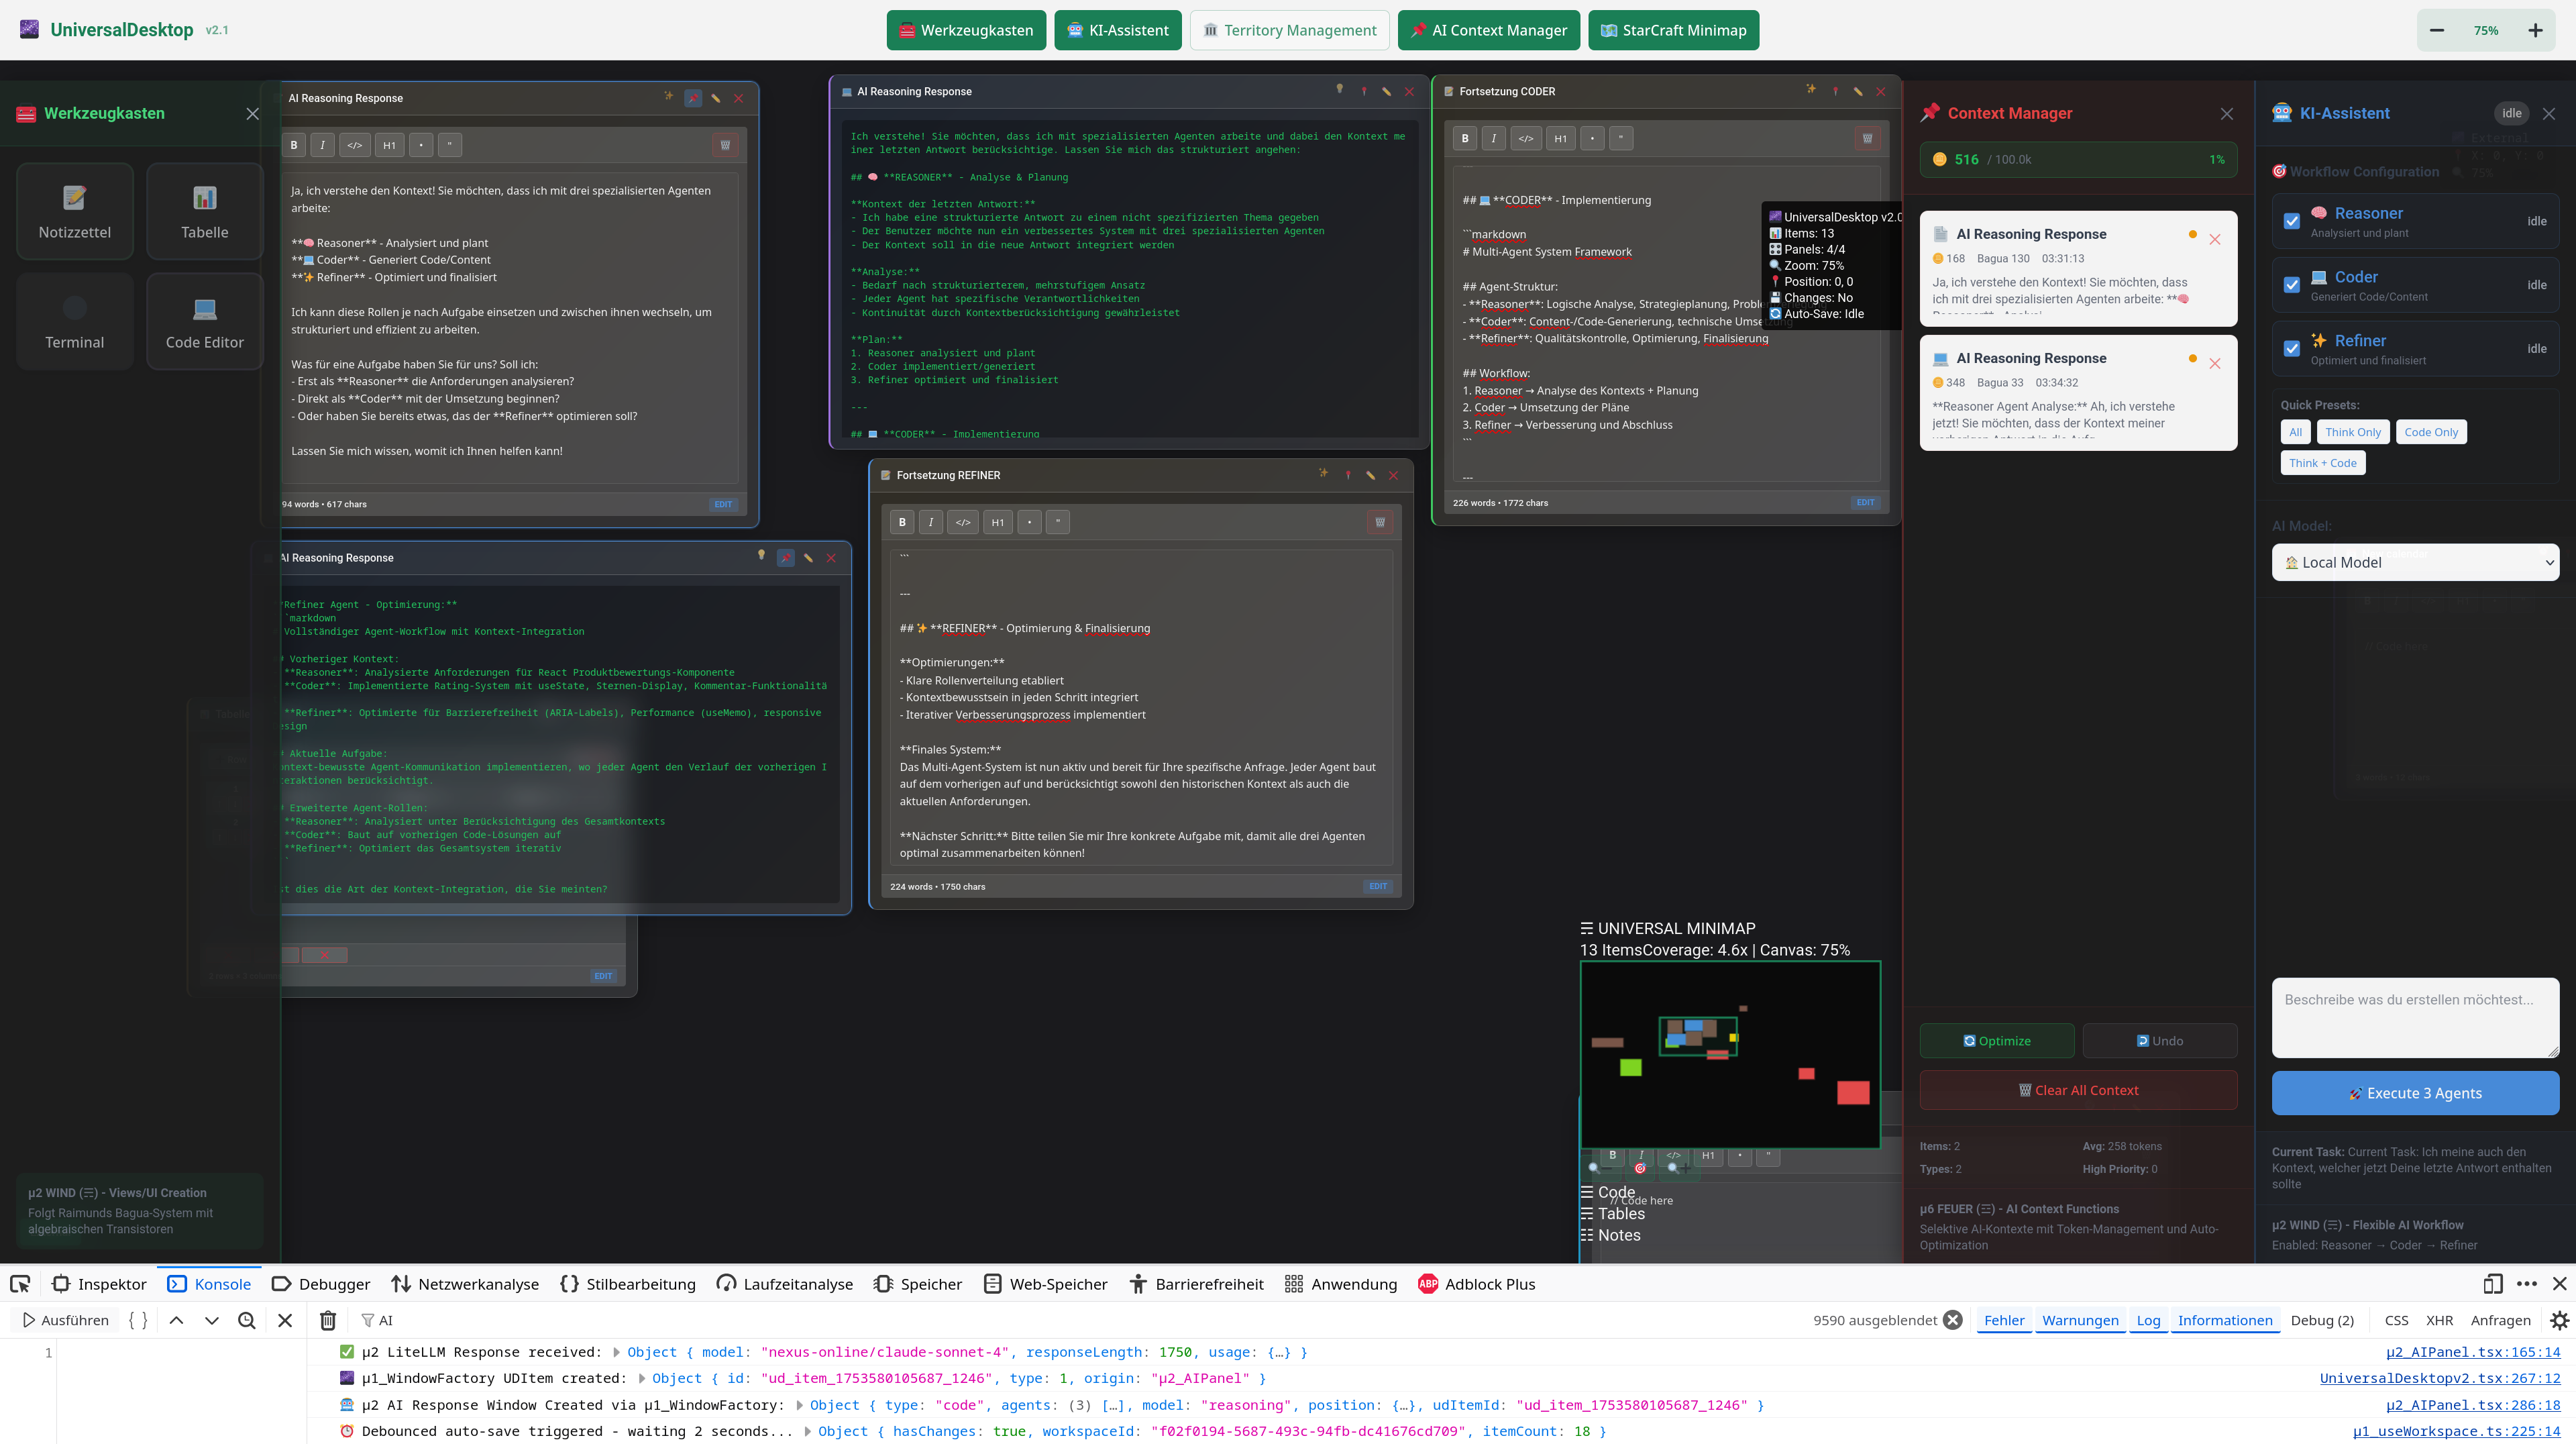 UniversalDesktop v2.1
Werkzeugkasten
KI-Assistent
Territory Management
AI Context Manager
StarCraft Minimap
75%
Werkzeugkasten
Notizzettel
Tabelle
Terminal
Code Editor
µ2 WIND (☴) - Views/UI Creation
Folgt Raimunds Bagua-System mit
algebraischen Transistoren
AI Reasoning Response
B I </> H1 • "
Ja, ich verstehe den Kontext! Sie möchten, dass ich mit drei spezialisierten Agenten
arbeite:
**🧠 Reasoner** - Analysiert und plant
**💻 Coder** - Generiert Code/Content
**✨ Refiner** - Optimiert und finalisiert
Ich kann diese Rollen je nach Aufgabe einsetzen und zwischen ihnen wechseln, um
strukturiert und effizient zu arbeiten.
Was für eine Aufgabe haben Sie für uns? Soll ich:
- Erst als **Reasoner** die Anforderungen analysieren?
- Direkt als **Coder** mit der Umsetzung beginnen?
- Oder haben Sie bereits etwas, das der **Refiner** optimieren soll?
Lassen Sie mich wissen, womit ich Ihnen helfen kann!
94 words • 617 chars
EDIT
AI Reasoning Response
Refiner Agent - Optimierung:**
`markdown
Vollständiger Agent-Workflow mit Kontext-Integration
Vorheriger Kontext:
**Reasoner**: Analysierte Anforderungen für React Produktbewertungs-Komponente
**Coder**: Implementierte Rating-System mit useState, Sternen-Display, Kommentar-Funktionalitä
**Refiner**: Optimierte für Barrierefreiheit (ARIA-Labels), Performance (useMemo), responsive
esign
Aktuelle Aufgabe:
ntext-bewusste Agent-Kommunikation implementieren, wo jeder Agent den Verlauf der vorherigen I
teraktionen berücksichtigt.
Erweiterte Agent-Rollen:
**Reasoner**: Analysiert unter Berücksichtigung des Gesamtkontexts
**Coder**: Baut auf vorherigen Code-Lösungen auf
**Refiner**: Optimiert das Gesamtsystem iterativ
st dies die Art der Kontext-Integration, die Sie meinten?
EDIT
AI Reasoning Response
Ich verstehe! Sie möchten, dass ich mit spezialisierten Agenten arbeite und dabei den Kontext me
iner letzten Antwort berücksichtige. Lassen Sie mich das strukturiert angehen:
## 🧠 **REASONER** - Analyse & Planung
**Kontext der letzten Antwort:**
- Ich habe eine strukturierte Antwort zu einem nicht spezifizierten Thema gegeben
- Der Benutzer möchte nun ein verbessertes System mit drei spezialisierten Agenten
- Der Kontext soll in die neue Antwort integriert werden
**Analyse:**
- Bedarf nach strukturiertem, mehrstufigem Ansatz
- Jeder Agent hat spezifische Verantwortlichkeiten
- Kontinuität durch Kontextberücksichtigung gewährleistet
**Plan:**
1. Reasoner analysiert und plant
2. Coder implementiert/generiert
3. Refiner optimiert und finalisiert
---
## 💻 **CODER** - Implementierung
Fortsetzung REFINER
B I </> H1 • "
```
---
## ✨ **REFINER** - Optimierung & Finalisierung
**Optimierungen:**
- Klare Rollenverteilung etabliert
- Kontextbewusstsein in jeden Schritt integriert
- Iterativer Verbesserungsprozess implementiert
**Finales System:**
Das Multi-Agent-System ist nun aktiv und bereit für Ihre spezifische Anfrage. Jeder Agent baut
auf dem vorherigen auf und berücksichtigt sowohl den historischen Kontext als auch die
aktuellen Anforderungen.
**Nächster Schritt:** Bitte teilen Sie mir Ihre konkrete Aufgabe mit, damit alle drei Agenten
optimal zusammenarbeiten können!
224 words • 1750 chars
EDIT
Fortsetzung CODER
B I </> H1 • "
## 💻 **CODER** - Implementierung
```markdown
# Multi-Agent System Framework
## Agent-Struktur:
- **Reasoner**: Logische Analyse, Strategieplanung,
- **Coder**: Content-/Code-Generierung, technische
- **Refiner**: Qualitätskontrolle, Optimierung, Finalisierung
## Workflow:
1. Reasoner → Analyse des Kontexts + Planung
2. Coder → Umsetzung der Pläne
3. Refiner → Verbesserung und Abschluss
```
---
226 words • 1772 chars
EDIT
UniversalDesktop v2.0
Items: 13
Panels: 4/4
Zoom: 75%
Position: 0, 0
Changes: No
Auto-Save: Idle
☴ UNIVERSAL MINIMAP
13 ItemsCoverage: 4.6x | Canvas: 75%
B I </> H1 • "
// Code here
☰ Code
☴ Tables
☷ Notes
Context Manager
516 / 100.0k 1%
AI Reasoning Response
168 Bagua 130 03:31:13
Ja, ich verstehe den Kontext! Sie möchten, dass
ich mit drei spezialisierten Agenten arbeite: **🧠
AI Reasoning Response
348 Bagua 33 03:34:32
**Reasoner Agent Analyse:** Ah, ich verstehe
jetzt! Sie möchten, dass der Kontext meiner
Optimize
Undo
Clear All Context
Items: 2 Avg: 258 tokens
Types: 2 High Priority: 0
µ6 FEUER (☲) - AI Context Functions
Selektive AI-Kontexte mit Token-Management und Auto-
Optimization
KI-Assistent
Idle
Workflow Configuration
Reasoner idle
Analysiert und plant
Coder idle
Generiert Code/Content
Refiner idle
Optimiert und finalisiert
Quick Presets:
All Think Only Code Only
Think + Code
AI Model:
Local Model
Beschreibe was du erstellen möchtest...
Execute 3 Agents
Current Task: Current Task: Ich meine auch den
Kontext, welcher jetzt Deine letzte Antwort enthalten
sollte
µ2 WIND (☴) - Flexible AI Workflow
Enabled: Reasoner → Coder → Refiner
Inspektor Konsole Debugger Netzwerkanalyse Stilbearbeitung Laufzeitanalyse Speicher Web-Speicher Barrierefreiheit Anwendung ABP Adblock Plus
Ausführen { } AI 9590 ausgeblendet Fehler Warnungen Log Informationen Debug (2) CSS XHR Anfragen
1
✅ µ2 LiteLLM Response received: ▶ Object { model: "nexus-online/claude-sonnet-4", responseLength: 1750, usage: {…} } µ2_AIPanel.tsx:165:14
µ1_WindowFactory UDItem created: ▶ Object { id: "ud_item_1753580105687_1246", type: 1, origin: "µ2_AIPanel" } UniversalDesktopv2.tsx:267:12
µ2 AI Response Window Created via µ1_WindowFactory: ▶ Object { type: "code", agents: (3) […], model: "reasoning", position: {…}, udItemId: "ud_item_1753580105687_1246" } µ2_AIPanel.tsx:286:18
⏰ Debounced auto-save triggered - waiting 2 seconds... ▶ Object { hasChanges: true, workspaceId: "f02f0194-5687-493c-94fb-dc41676cd709", itemCount: 18 } µ1_useWorkspace.ts:225:14